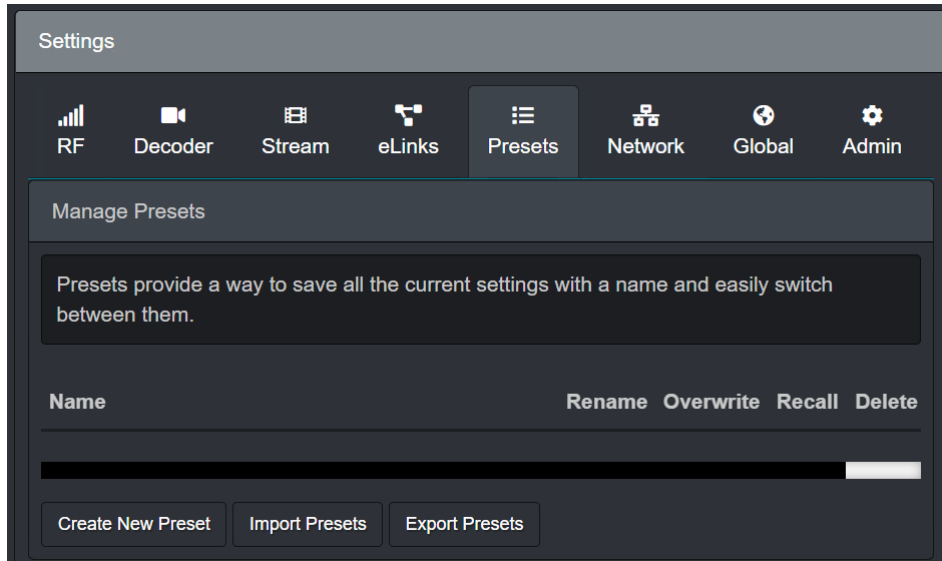 Settings
RF Decoder Stream eLinks Presets Network Global Admin
Manage Presets
Presets provide a way to save all the current settings with a name and easily switch
between them.
Name Rename Overwrite Recall Delete
Create New Preset Import Presets Export Presets